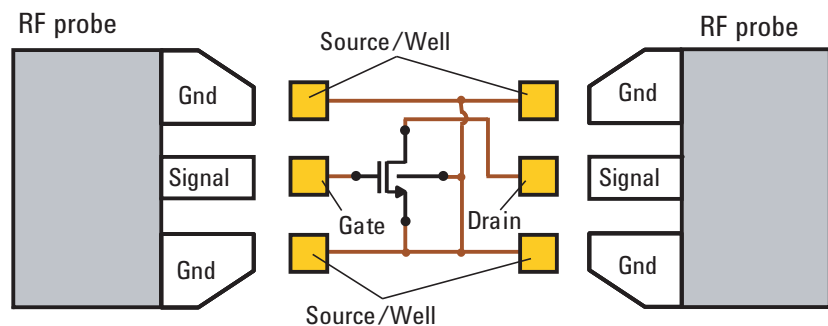 RF probe
RF probe
Source/Well
Gnd
Gnd
Signal
Signal
Gate
Drain
Gnd
Gnd
Source/Well